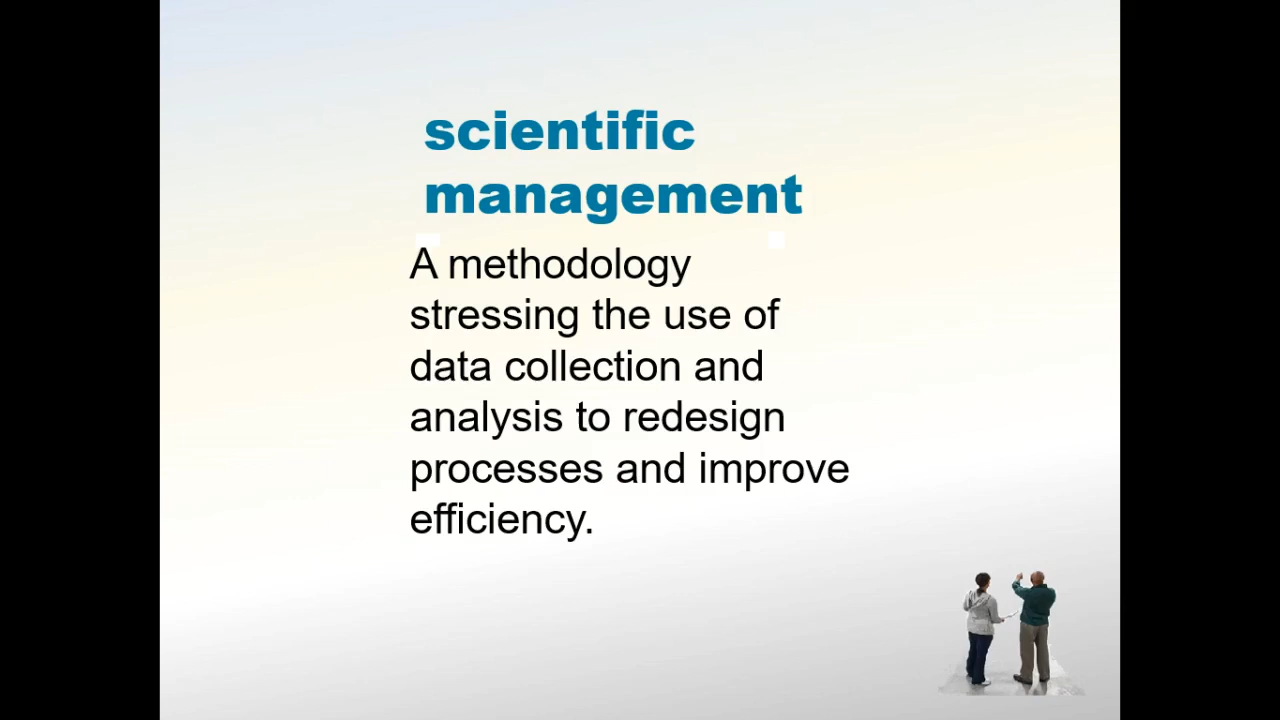 scientific
management
A methodology
stressing the use of
data collection and
analysis to redesign
processes and improve
efficiency.